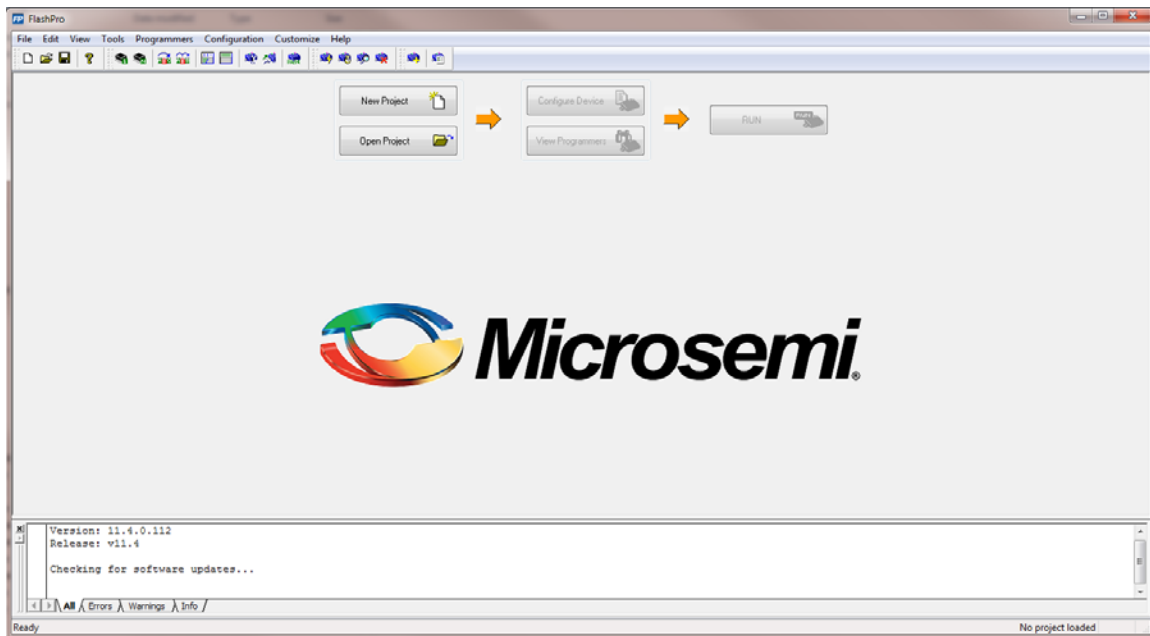 FlashPro
File Edit View Tools Programmers Configuration Customize Help
New Project
Configure Device
RUN
Open Project
View Programmers
Microsemi®
Version: 11.4.0.112
Release: v11.4
Checking for software updates...
All Errors Warnings Info
Ready No project loaded